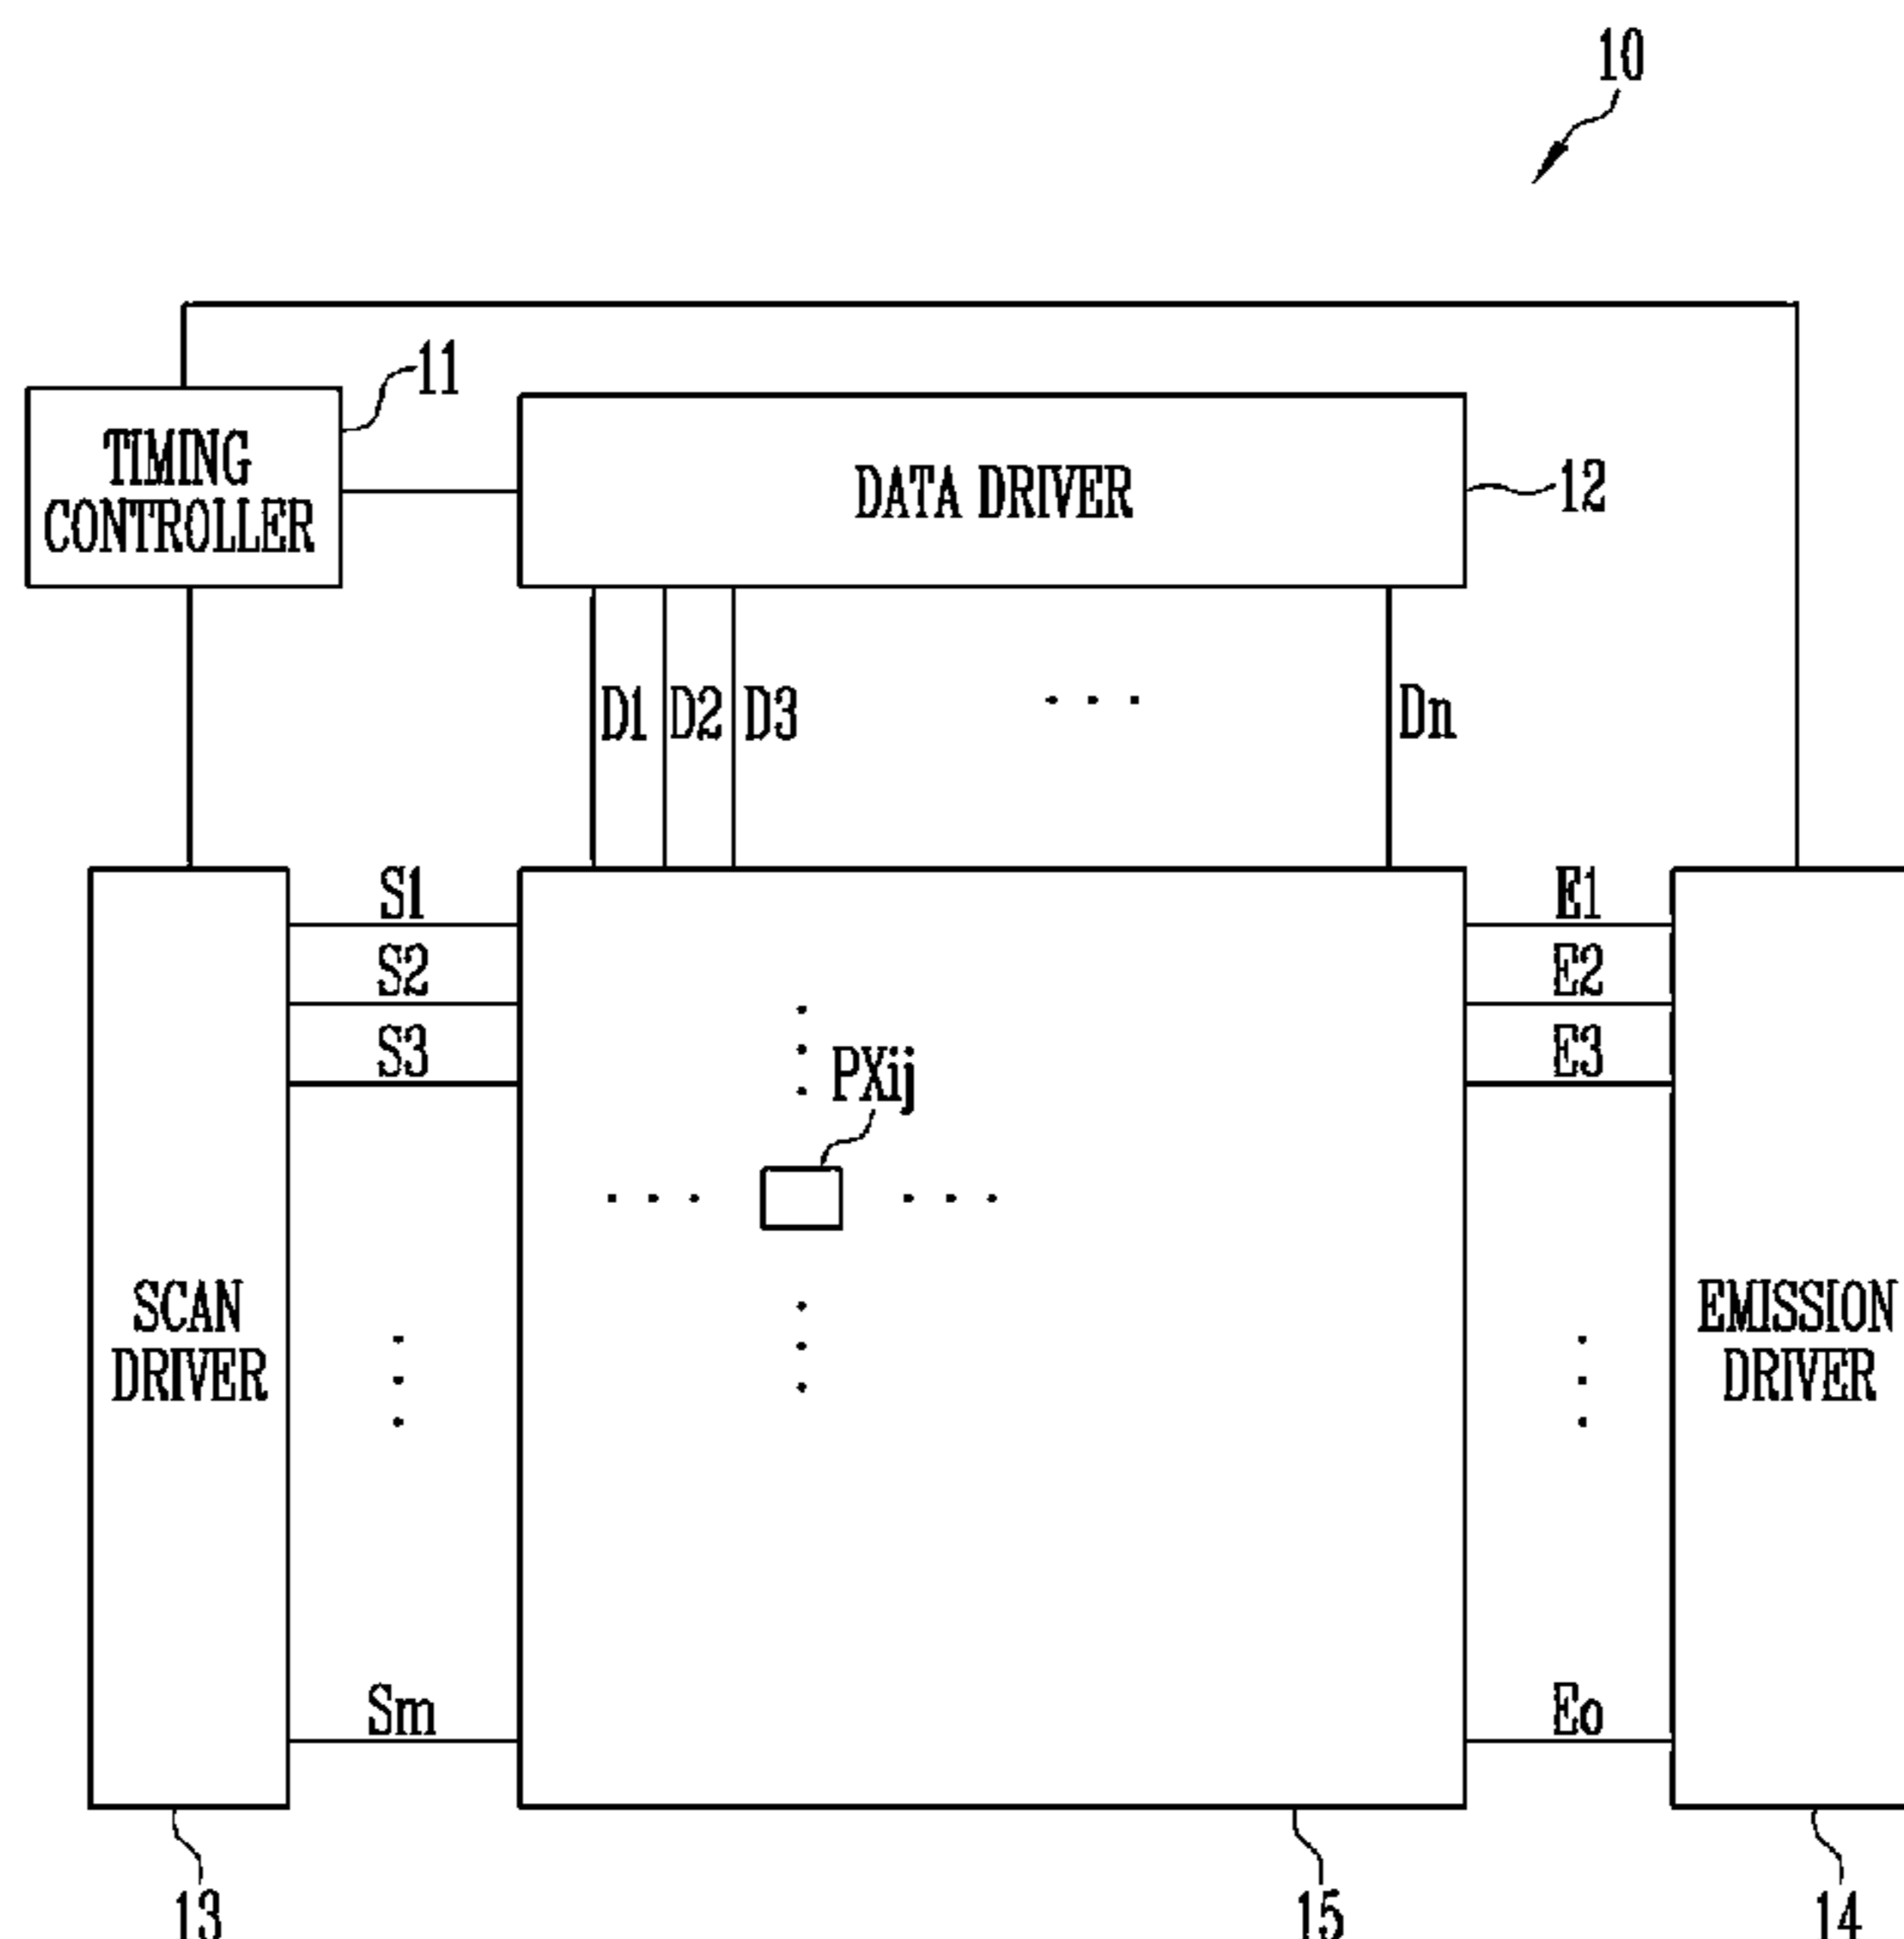 10
11
TIMING
CONTROLLER
DATA DRIVER
12
D1 D2 D3 . . . Dn
S1
S2
S3
Sm
E1
E2
E3
Eo
PXij
SCAN
DRIVER
EMISSION
DRIVER
13
15
14